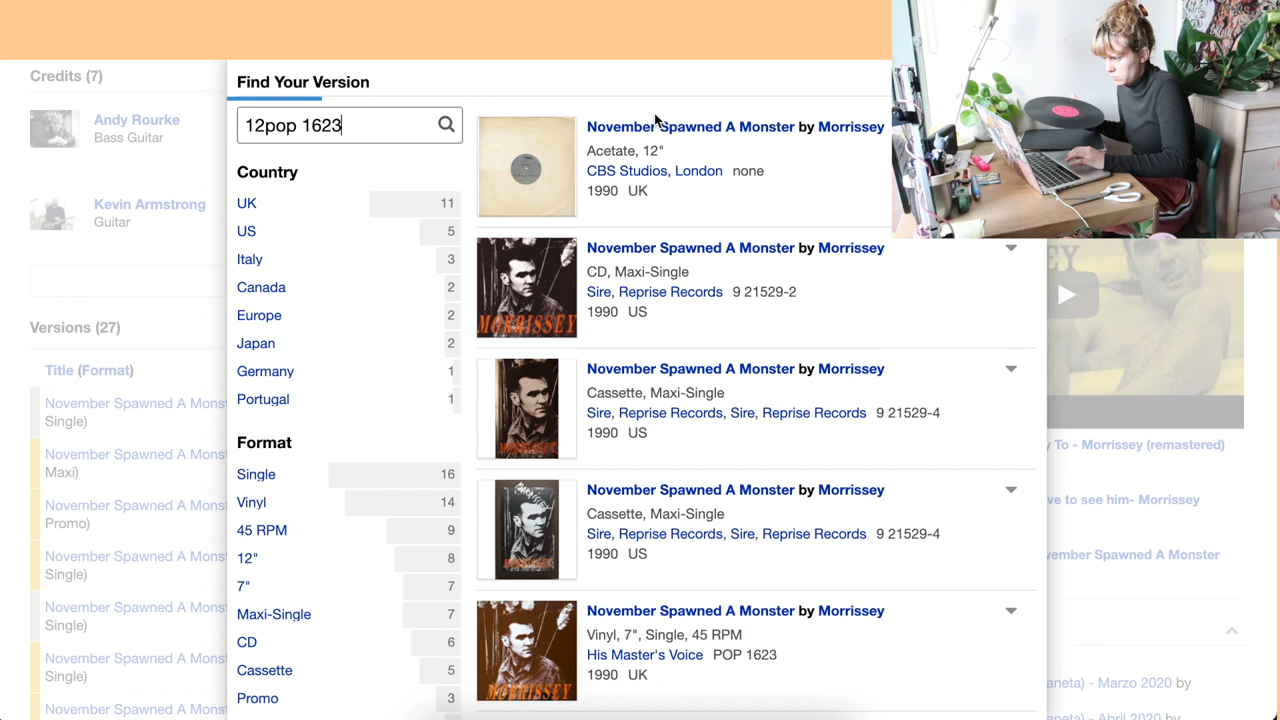 Credits (7)
Andy Rourke
Bass Guitar
Kevin Armstrong
Guitar
Versions (27)
Title (Format)
November Spawned A Monst
Single)
November Spawned A Monst
Maxi)
November Spawned A Monst
Promo)
November Spawned A Monst
Single)
November Spawned A Monst
Single)
November Spawned A Monst
Single)
November Spawned A Monst
Find Your Version
12pop 1623
Country
UK 11
US 5
Italy 3
Canada 2
Europe 2
Japan 2
Germany 1
Portugal 1
Format
Single 16
Vinyl 14
45 RPM 9
12" 8
7" 7
Maxi-Single 7
CD 6
Cassette 5
Promo 3
November Spawned A Monster by Morrissey
Acetate, 12"
CBS Studios, London none
1990 UK
November Spawned A Monster by Morrissey
CD, Maxi-Single
Sire, Reprise Records 9 21529-2
1990 US
MORRISSEY
November Spawned A Monster by Morrissey
Cassette, Maxi-Single
Sire, Reprise Records, Sire, Reprise Records 9 21529-4
1990 US
November Spawned A Monster by Morrissey
Cassette, Maxi-Single
Sire, Reprise Records, Sire, Reprise Records 9 21529-4
1990 US
November Spawned A Monster by Morrissey
Vinyl, 7", Single, 45 RPM
His Master's Voice POP 1623
1990 UK
MORRISSEY
EY
y To - Morrissey (remastered)
ve to see him- Morrissey
vember Spawned A Monster
aneta) - Marzo 2020 by
aneta) - Abril 2020 by